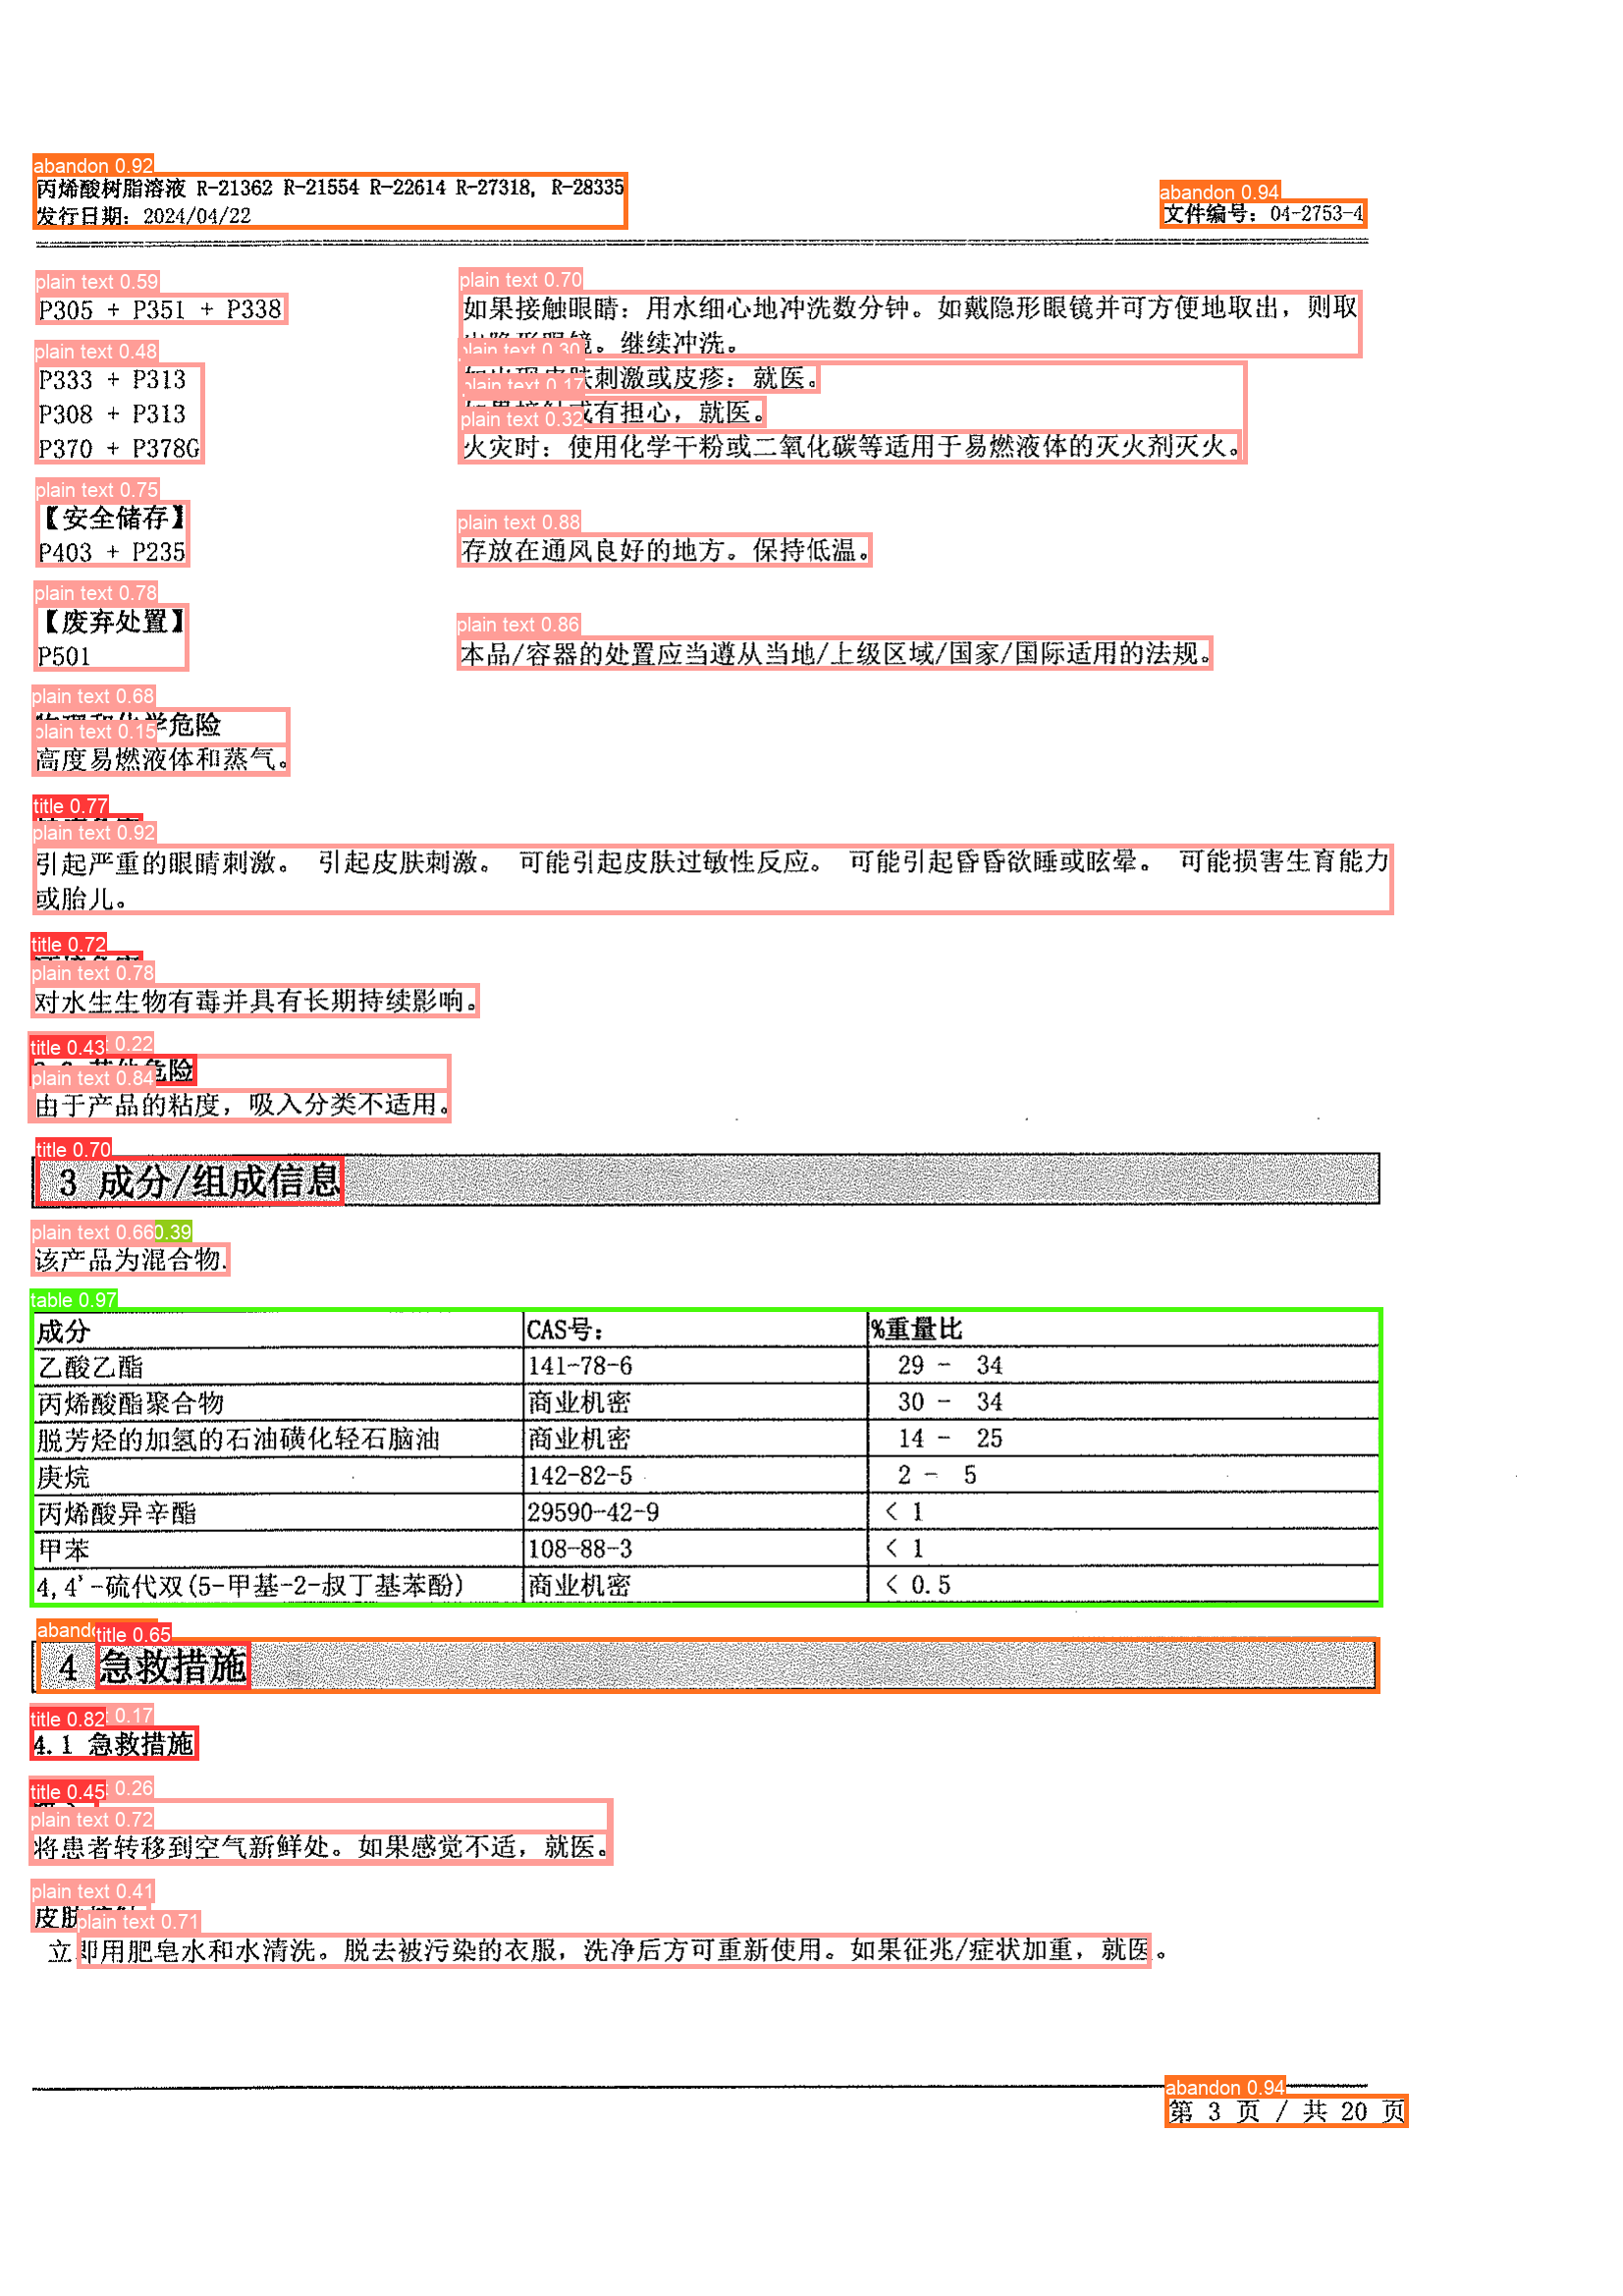 abandon 0.92
丙烯酸树脂溶液 R-21362 R-21554 R-22614 R-27318, R-28335
发行日期: 2024/04/22
abandon 0.94
文件编号: 04-2753-4
plain text 0.59
P305 + P351 + P338
plain text 0.70
如果接触眼睛: 用水细心地冲洗数分钟。如戴隐形眼镜并可方便地取出, 则取
镜。继续冲洗。
plain text 0.48
P333 + P313
P308 + P313
P370 + P378G
plain text 0.30
刺激或皮疹: 就医。
plain text 0.17
或有担心, 就医。
plain text 0.32
火灾时: 使用化学干粉或二氧化碳等适用于易燃液体的灭火剂灭火。
plain text 0.75
【安全储存】
P403 + P235
plain text 0.88
存放在通风良好的地方。保持低温。
plain text 0.78
【废弃处置】
P501
plain text 0.86
本品/容器的处置应当遵从当地/上级区域/国家/国际适用的法规。
plain text 0.68
学危险
plain text 0.15
高度易燃液体和蒸气。
title 0.77
plain text 0.92
引起严重的眼睛刺激。 引起皮肤刺激。 可能引起皮肤过敏性反应。 可能引起昏昏欲睡或眩晕。 可能损害生育能力
或胎儿。
title 0.72
plain text 0.78
对水生生物有毒并具有长期持续影响。
title 0.43 0.22
危险
plain text 0.84
由于产品的粘度, 吸入分类不适用。
title 0.70
3 成分/组成信息
plain text 0.66 0.39
该产品为混合物.
table 0.97
成分 CAS号: %重量比
乙酸乙酯 141-78-6 29 - 34
丙烯酸酯聚合物 商业机密 30 - 34
脱芳烃的加氢的石油磺化轻石脑油 商业机密 14 - 25
庚烷 142-82-5 2 - 5
丙烯酸异辛酯 29590-42-9 < 1
甲苯 108-88-3 < 1
4,4'-硫代双(5-甲基-2-叔丁基苯酚) 商业机密 < 0.5
title 0.65
4 急救措施
title 0.82 0.17
4.1 急救措施
title 0.45 0.26
plain text 0.72
将患者转移到空气新鲜处。如果感觉不适, 就医。
plain text 0.41
皮肤
plain text 0.71
立即用肥皂水和水清洗。脱去被污染的衣服, 洗净后方可重新使用。如果征兆/症状加重, 就医。
abandon 0.94
第 3 页 / 共 20 页